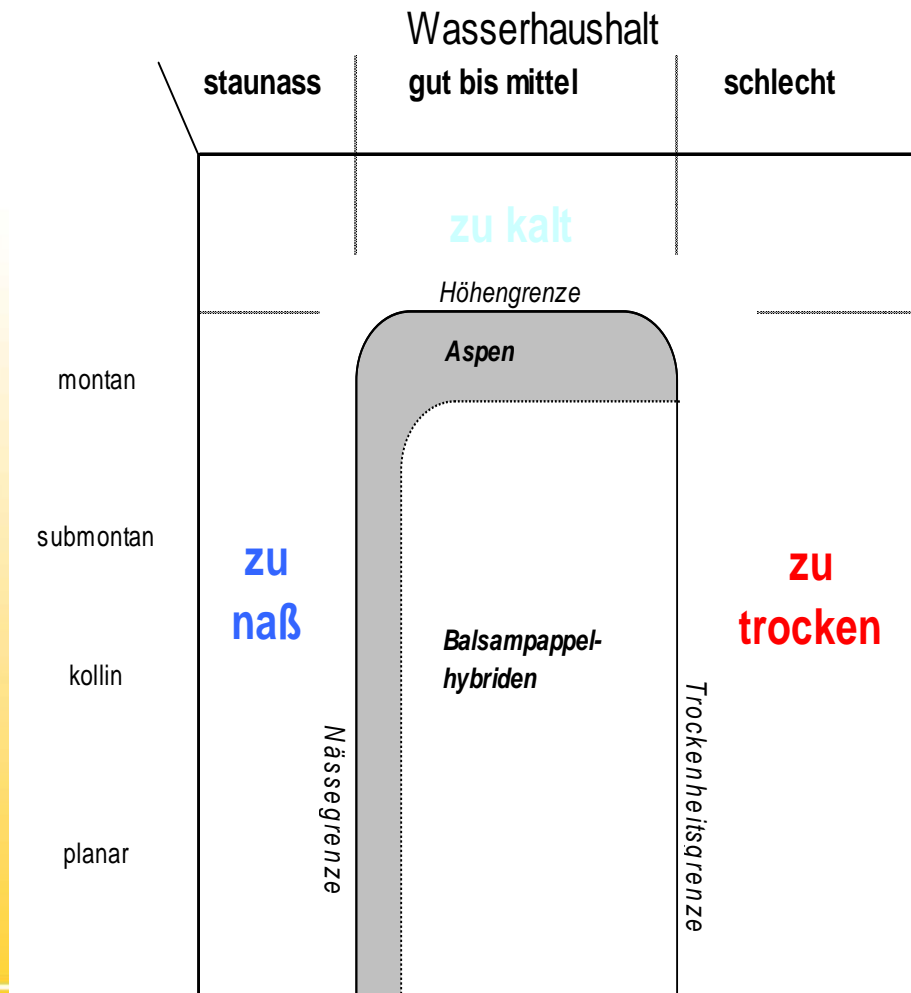 Wasserhaushalt
staunass gut bis mittel schlecht
zu kalt
Höhengrenze
Aspen
montan
submontan
zu
naß
zu
trocken
Balsampappel-
hybriden
kollin
Nässegrenze
Trockenheitsgrenze
planar